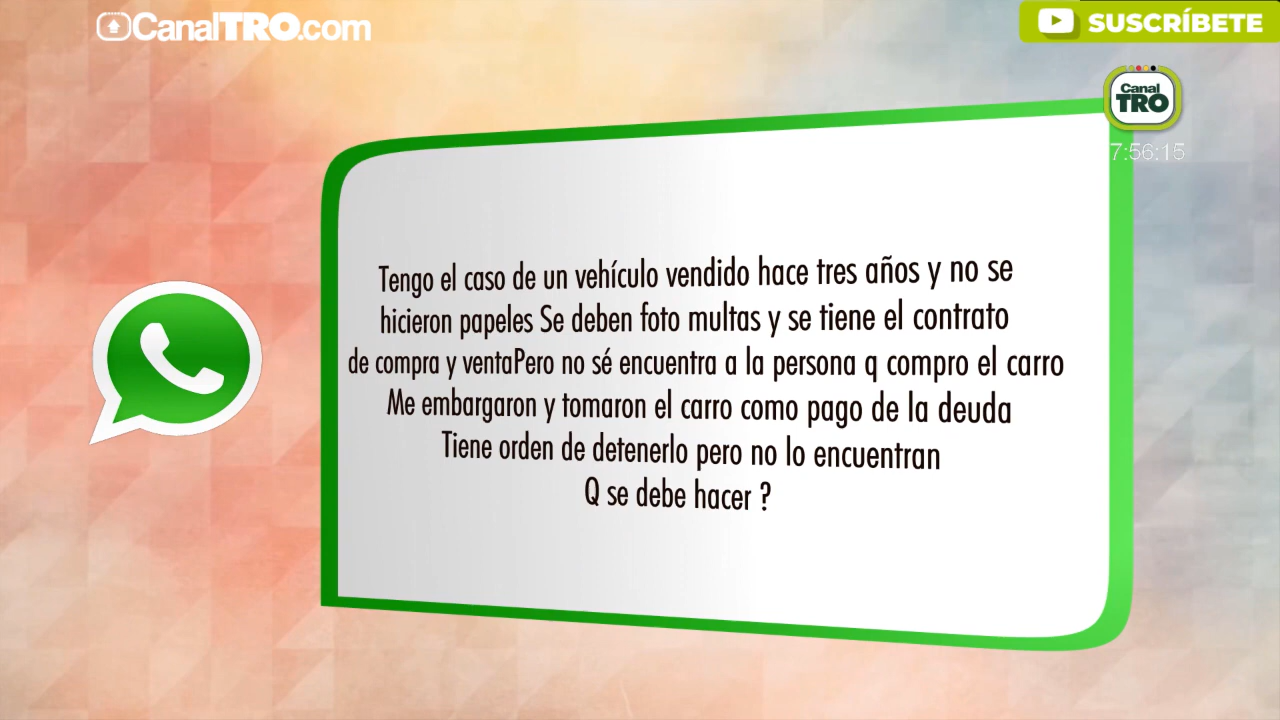 CanalTRO.com
SUSCRÍBETE
Canal
TRO
7:56:15
Tengo el caso de un vehículo vendido hace tres años y no se
hicieron papeles Se deben foto multas y se tiene el contrato
de compra y ventaPero no sé encuentra a la persona q compro el carro
Me embargaron y tomaron el carro como pago de la deuda
Tiene orden de detenerlo pero no lo encuentran
Q se debe hacer ?